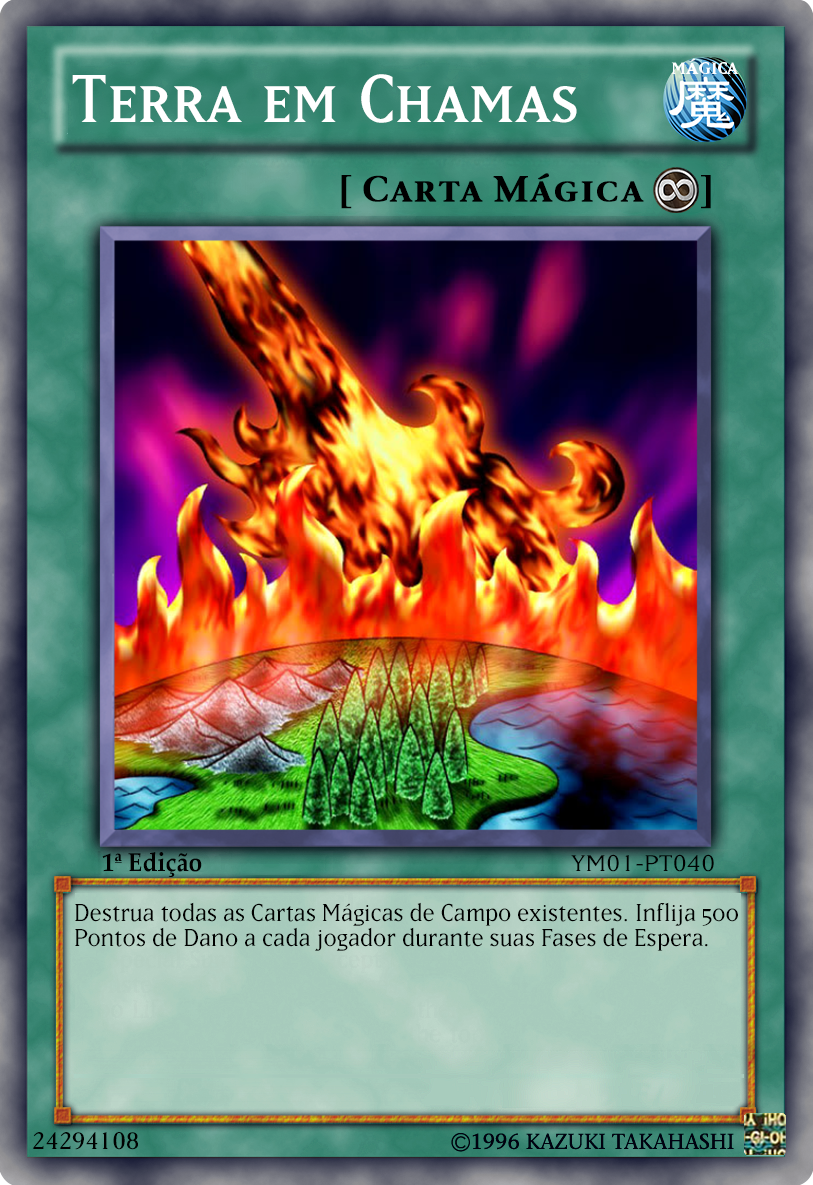 Terra em Chamas
MÁGICA
魔
[ Carta Mágica ∞ ]
1ª Edição
YM01-PT040
Destrua todas as Cartas Mágicas de Campo existentes. Inflija 500
Pontos de Dano a cada jogador durante suas Fases de Espera.
24294108
©1996 KAZUKI TAKAHASHI